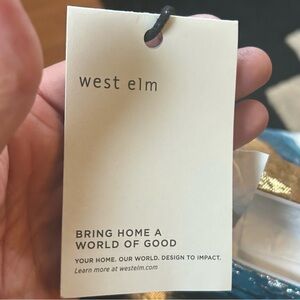 west elm
BRING HOME A
WORLD OF GOOD
YOUR HOME. OUR WORLD. DESIGN TO IMPACT.
Learn more at westelm.com